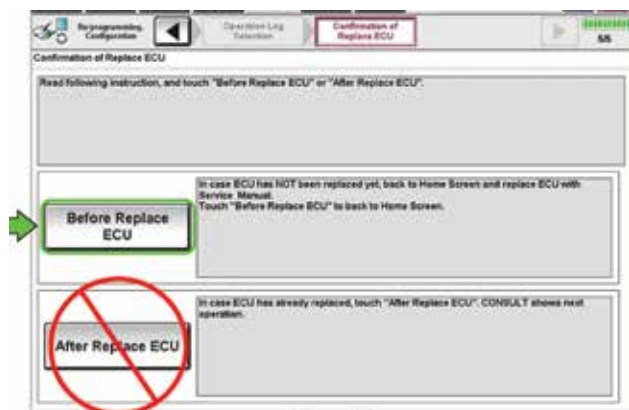 Re/programming, Configuration
Operation Log Selection
Confirmation of Replace ECU
5/5
Confirmation of Replace ECU
Read following instruction, and touch "Before Replace ECU" or "After Replace ECU".
Before Replace
ECU
In case ECU has NOT been replaced yet, back to Home Screen and replace ECU with
Service Manual.
Touch "Before Replace ECU" to back to Home Screen.
After Replace ECU
In case ECU has already replaced, touch "After Replace ECU". CONSULT shows next
operation.